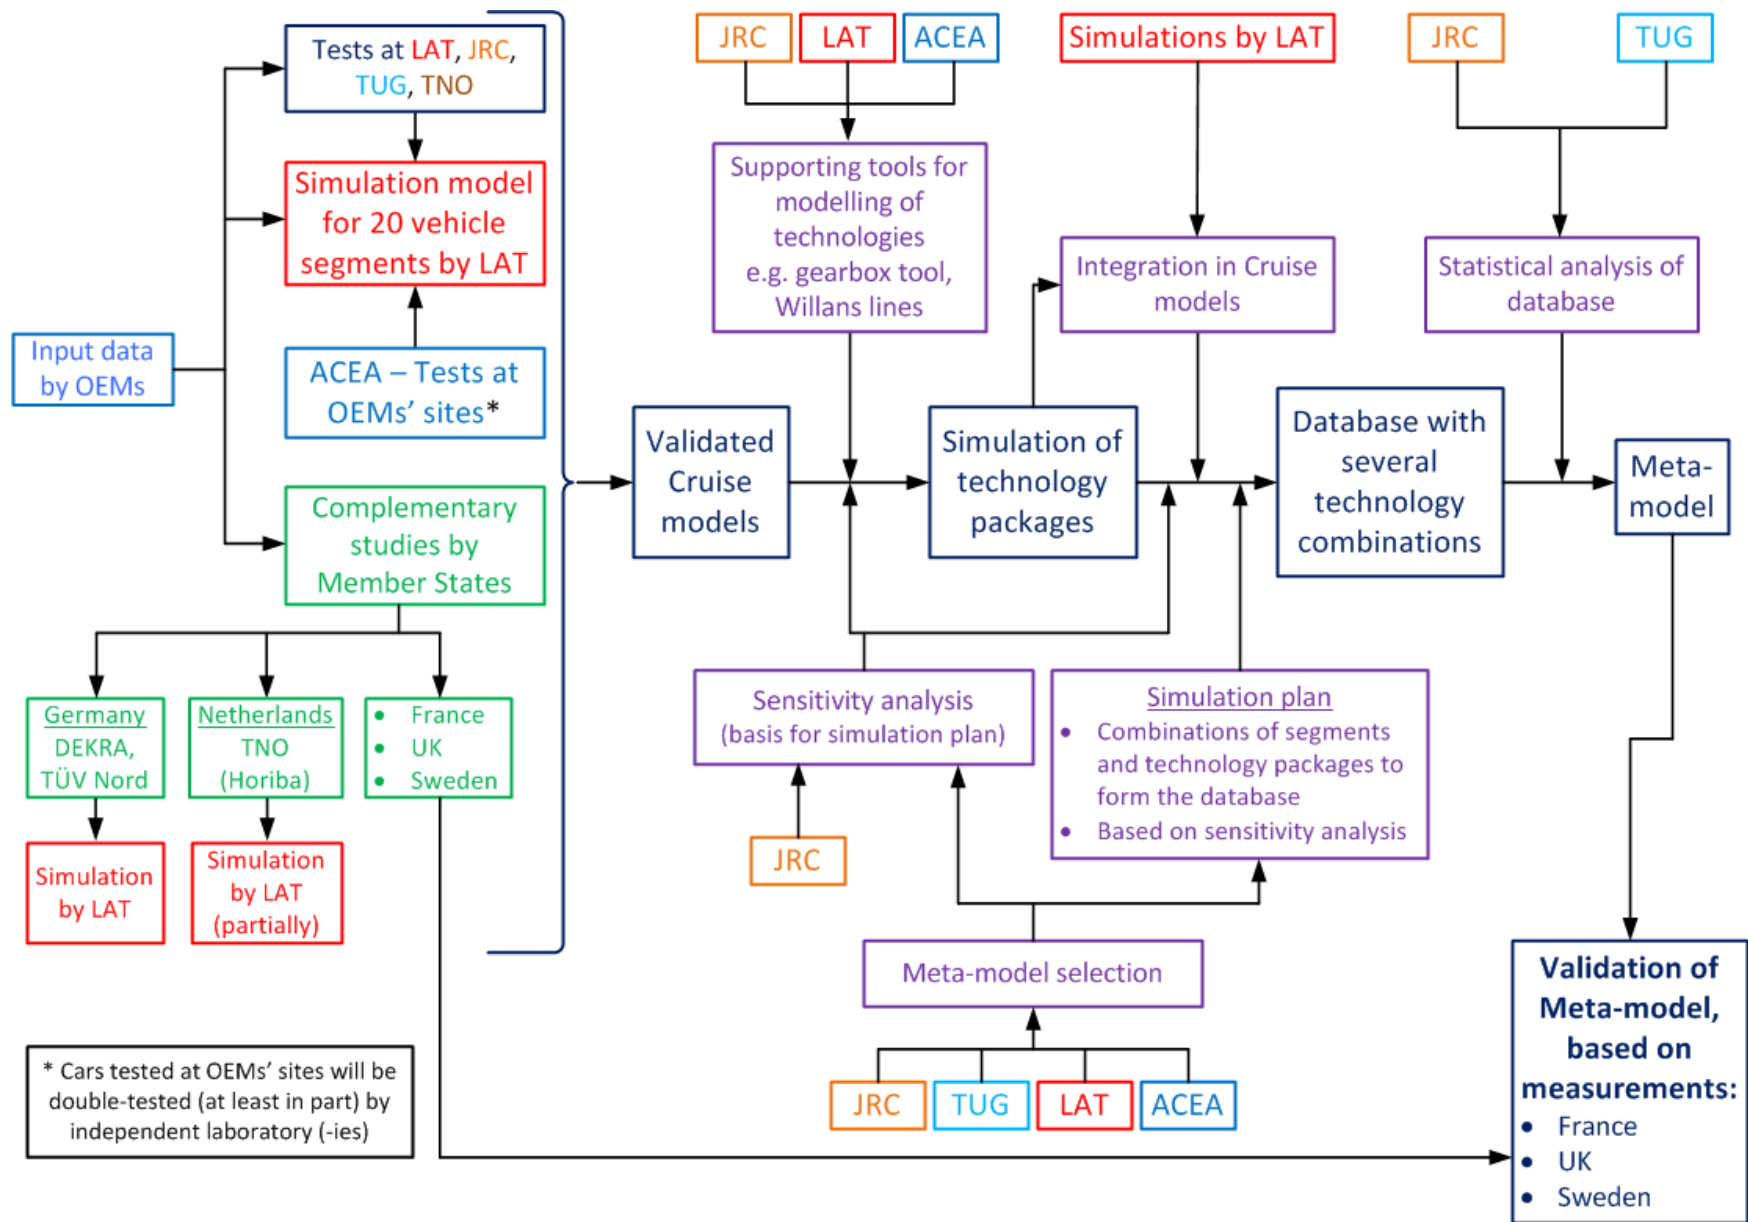 Tests at LAT, JRC,
TUG, TNO
Simulation model
for 20 vehicle
segments by LAT
Input data
by OEMs
ACEA – Tests at
OEMs’ sites*
Complementary
studies by
Member States
Germany
DEKRA,
TÜV Nord
Netherlands
TNO
(Horiba)
• France
• UK
• Sweden
Simulation
by LAT
Simulation
by LAT
(partially)
* Cars tested at OEMs’ sites will be
double-tested (at least in part) by
independent laboratory (-ies)
JRC
LAT
ACEA
Supporting tools for
modelling of
technologies
e.g. gearbox tool,
Willans lines
Simulations by LAT
Integration in Cruise
models
JRC
TUG
Statistical analysis of
database
Validated
Cruise
models
Simulation of
technology
packages
Database with
several
technology
combinations
Meta-
model
Sensitivity analysis
(basis for simulation plan)
JRC
Simulation plan
• Combinations of segments
and technology packages to
form the database
• Based on sensitivity analysis
Meta-model selection
JRC
TUG
LAT
ACEA
Validation of
Meta-model,
based on
measurements:
• France
• UK
• Sweden